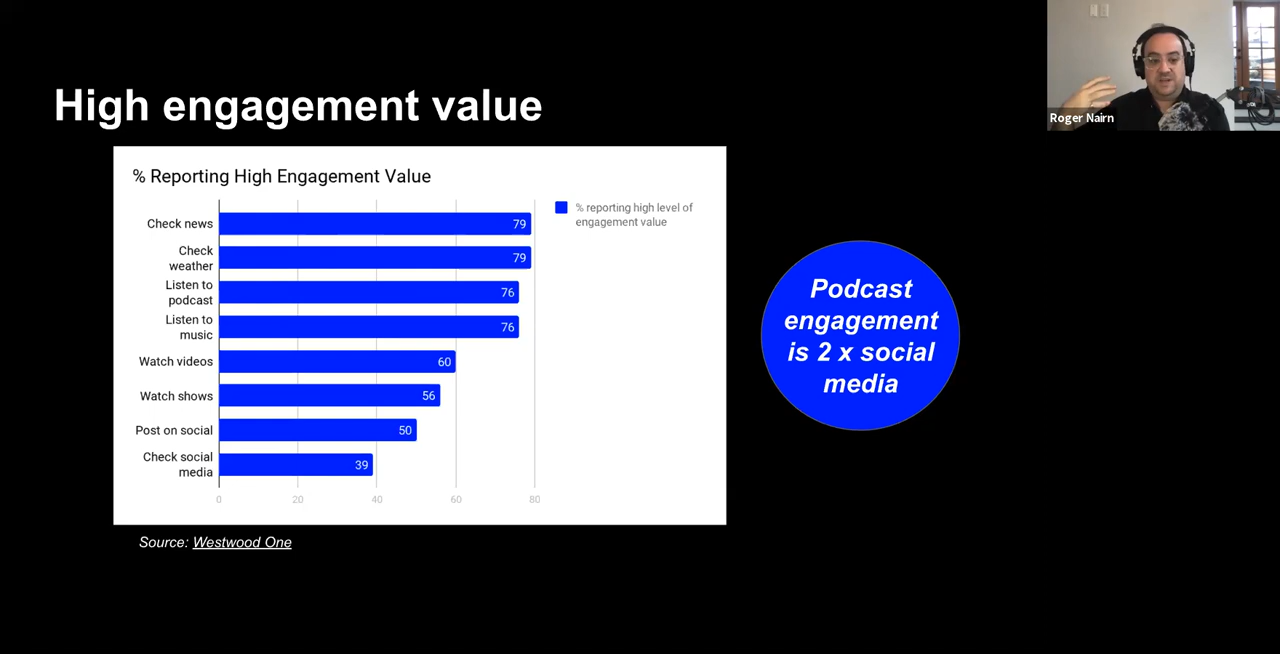 High engagement value
Roger Nairn
% Reporting High Engagement Value
% reporting high level of
engagement value
Check news
79
Check
weather
79
Listen to
podcast
76
Listen to
music
76
Watch videos
60
Watch shows
56
Post on social
50
Check social
media
39
0 20 40 60 80
Podcast
engagement
is 2 x social
media
Source: Westwood One